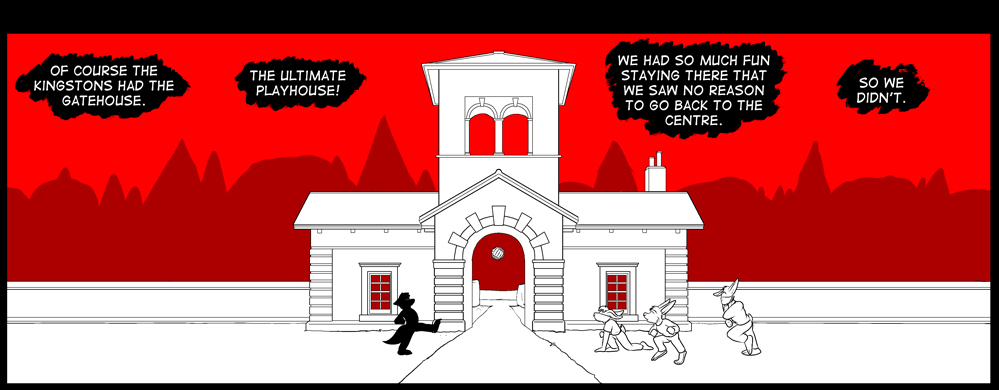 OF COURSE THE
KINGSTONS HAD THE
GATEHOUSE.
THE ULTIMATE
PLAYHOUSE!
WE HAD SO MUCH FUN
STAYING THERE THAT
WE SAW NO REASON
TO GO BACK TO THE
CENTRE.
SO WE
DIDN'T.